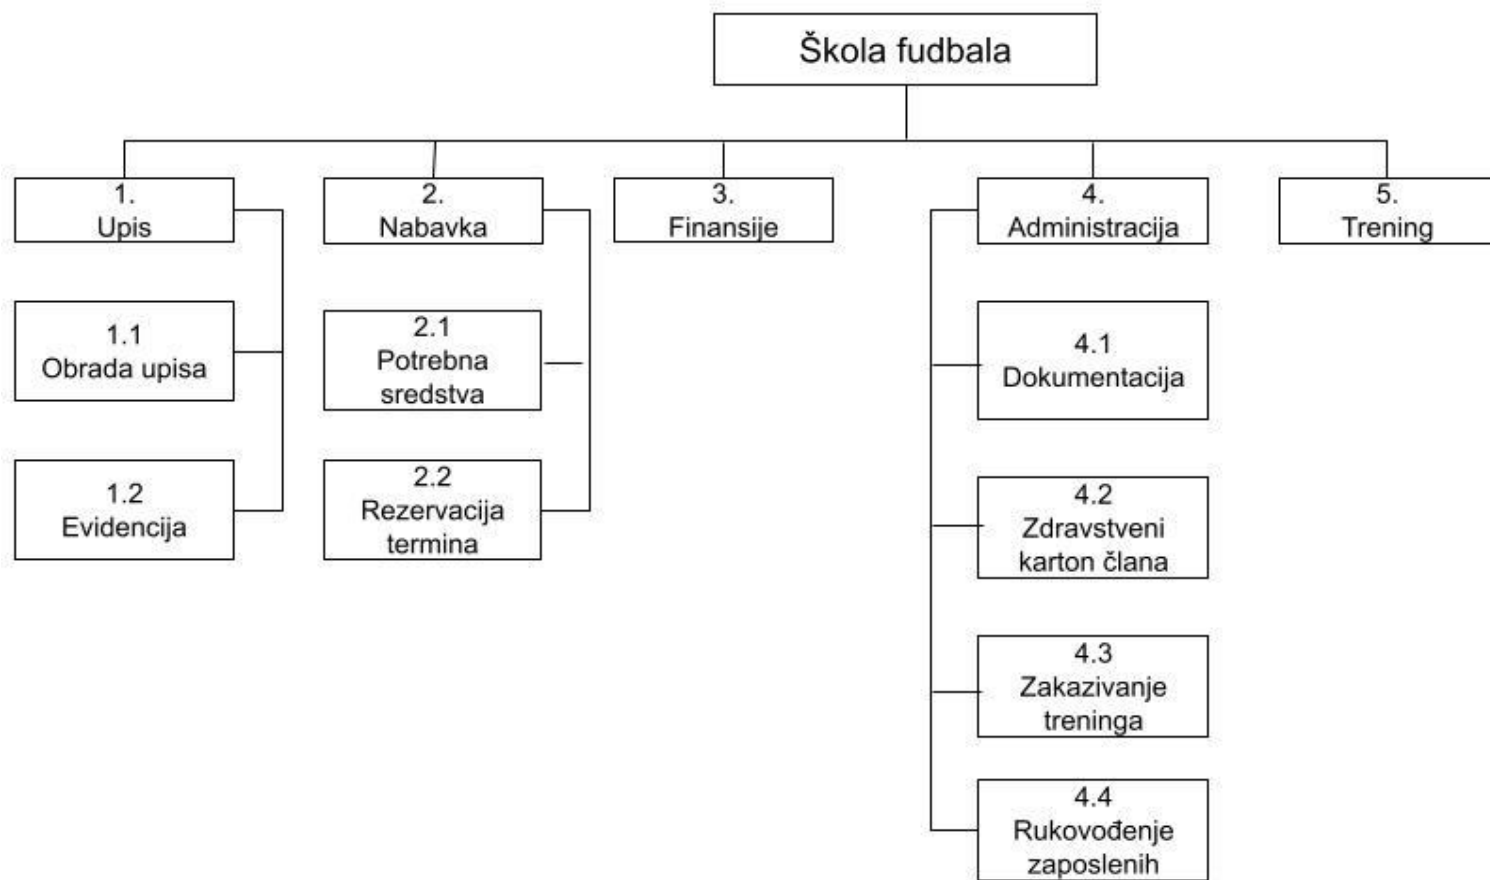 Škola fudbala
1.
Upis
2.
Nabavka
3.
Finansije
4.
Administracija
5.
Trening
1.1
Obrada upisa
2.1
Potrebna
sredstva
4.1
Dokumentacija
1.2
Evidencija
2.2
Rezervacija
termina
4.2
Zdravstveni
karton člana
4.3
Zakazivanje
treninga
4.4
Rukovođenje
zaposlenih